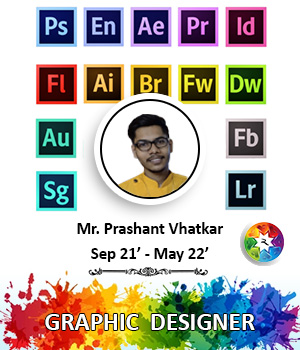 Ps En Ae Pr Id
Fl Ai Br Fw Dw
Au Fb
Sg Lr
Mr. Prashant Vhatkar
Sep 21’ - May 22’
GRAPHIC DESIGNER